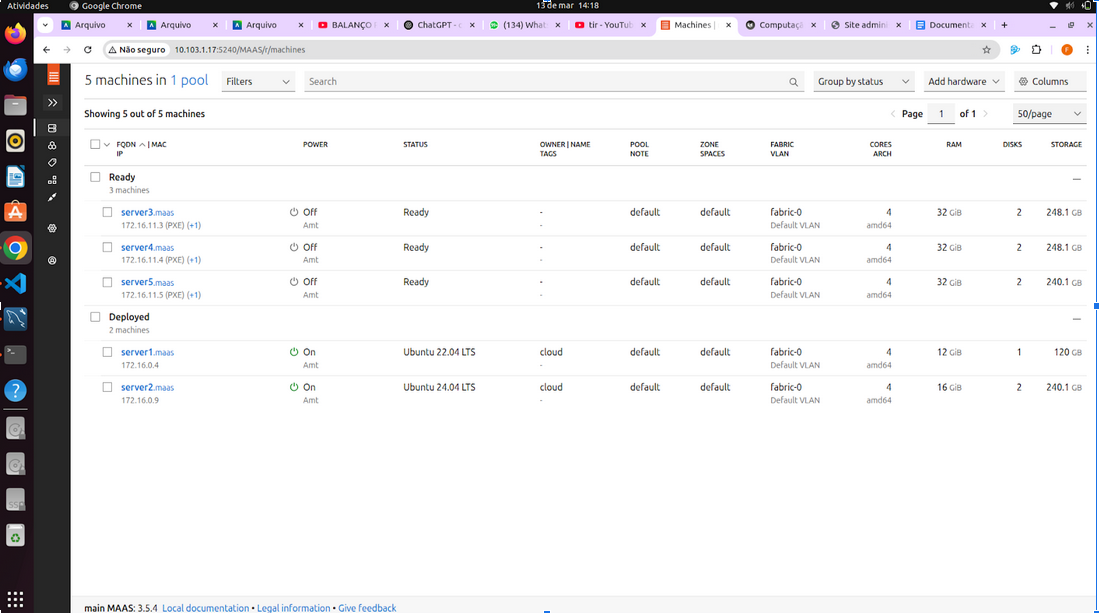 Atividades Google Chrome 13 de mar 14:18
Arquivo Arquivo Arquivo BALANÇO ChatGPT - (134) Whats tir - YouTub Machines | Computaçã Site admini Documenta
Não seguro 10.103.1.17:5240/MAAS/r/machines F
5 machines in 1 pool Filters Search Group by status Add hardware Columns
Showing 5 out of 5 machines Page 1 of 1 50/page
FQDN | MAC POWER STATUS OWNER | NAME POOL ZONE FABRIC CORES RAM DISKS STORAGE
IP TAGS NOTE SPACES VLAN ARCH
Ready
3 machines
server3.maas Off Ready - default default fabric-0 4 32 GiB 2 248.1 GB
172.16.11.3 (PXE) (+1) Amt - Default VLAN amd64
server4.maas Off Ready - default default fabric-0 4 32 GiB 2 248.1 GB
172.16.11.4 (PXE) (+1) Amt - Default VLAN amd64
server5.maas Off Ready - default default fabric-0 4 32 GiB 2 240.1 GB
172.16.11.5 (PXE) (+1) Amt - Default VLAN amd64
Deployed
2 machines
server1.maas On Ubuntu 22.04 LTS cloud default default fabric-0 4 12 GiB 1 120 GB
172.16.0.4 Amt - Default VLAN amd64
server2.maas On Ubuntu 24.04 LTS cloud default default fabric-0 4 16 GiB 2 240.1 GB
172.16.0.9 Amt - Default VLAN amd64
main MAAS: 3.5.4 Local documentation • Legal information • Give feedback